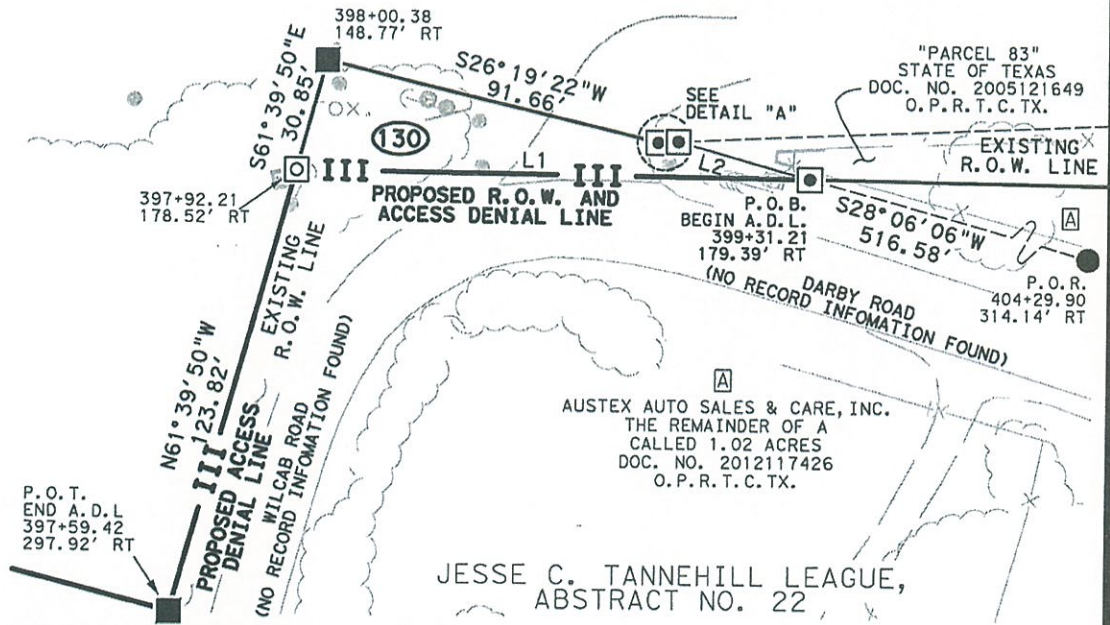 398+00.38
148.77' RT
S61°39'50"E
30.85'
S26°19'22"W
91.66'
"PARCEL 83"
STATE OF TEXAS
DOC. NO. 2005121649
O.P.R.T.C.TX.
SEE
DETAIL "A"
130
EXISTING
R.O.W. LINE
L1
L2
III
III
PROPOSED R.O.W. AND
ACCESS DENIAL LINE
397+92.21
178.52' RT
P.O.B.
BEGIN A.D.L.
399+31.21
179.39' RT
S28°06'06"W
516.58'
A
P.O.R.
404+29.90
314.14' RT
DARBY ROAD
(NO RECORD INFOMATION FOUND)
EXISTING
R.O.W. LINE
N61°39'50"W
123.82'
III
PROPOSED ACCESS
DENIAL LINE
WILCAB ROAD
(NO RECORD INFOMATION FOUND)
A
AUSTEX AUTO SALES & CARE, INC.
THE REMAINDER OF A
CALLED 1.02 ACRES
DOC. NO. 2012117426
O.P.R.T.C.TX.
P.O.T.
END A.D.L
397+59.42
297.92' RT
JESSE C. TANNEHILL LEAGUE,
ABSTRACT NO. 22